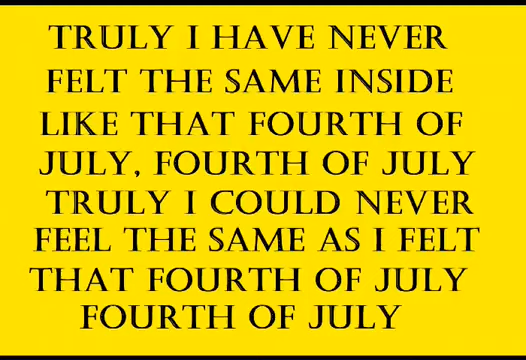 TRULY I HAVE NEVER
FELT THE SAME INSIDE
LIKE THAT FOURTH OF
JULY, FOURTH OF JULY
TRULY I COULD NEVER
FEEL THE SAME AS I FELT
THAT FOURTH OF JULY
FOURTH OF JULY